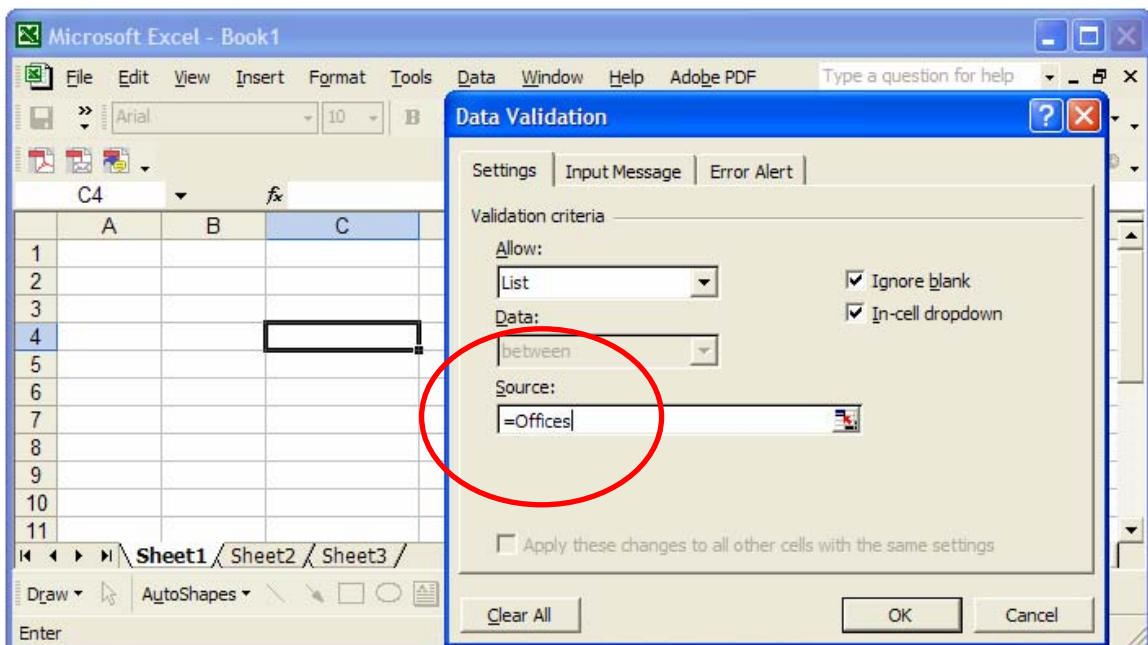 Microsoft Excel - Book1
File Edit View Insert Format Tools Data Window Help Adobe PDF Type a question for help
Arial 10 B
C4 fx
A B C
1
2
3
4
5
6
7
8
9
10
11
Sheet1 Sheet2 Sheet3
Draw AutoShapes
Enter
Data Validation
Settings Input Message Error Alert
Validation criteria
Allow:
List Ignore blank
Data: In-cell dropdown
between
Source:
=Offices
Apply these changes to all other cells with the same settings
Clear All OK Cancel